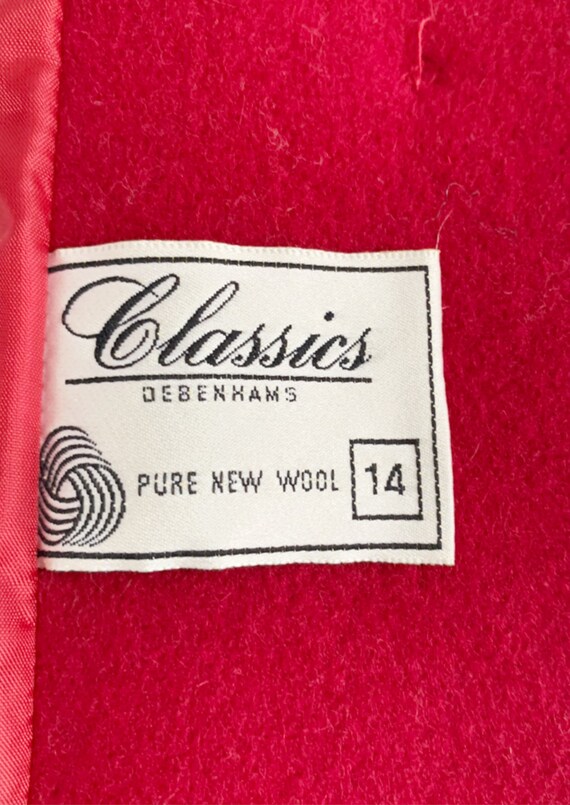 Classics
DEBENHAMS
PURE NEW WOOL 14